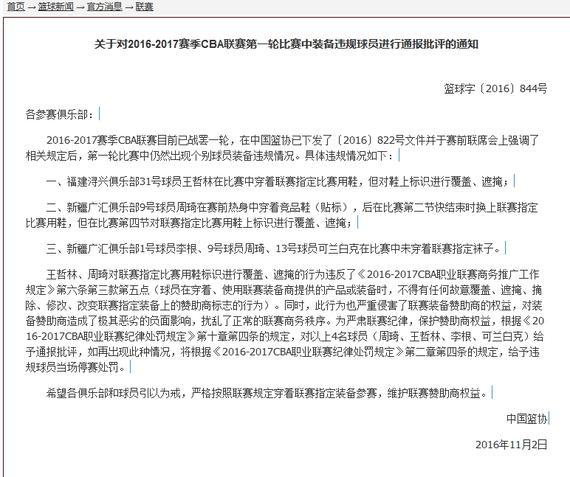 首页 → 篮球新闻 → 官方消息 → 联赛
关于对2016-2017赛季CBA联赛第一轮比赛中装备违规球员进行通报批评的通知
篮球字〔2016〕844号
各参赛俱乐部：
2016-2017赛季CBA联赛目前已战罢一轮，在中国篮协已下发了〔2016〕822号文件并于赛前联席会上强调了
相关规定后，第一轮比赛中仍然出现个别球员装备违规情况。具体违规情况如下：
一、福建浔兴俱乐部31号球员王哲林在比赛中穿着联赛指定比赛用鞋，但对鞋上标识进行覆盖、遮掩；
二、新疆广汇俱乐部9号球员周琦在赛前热身中穿着竞品鞋（贴标），后在比赛第二节快结束时换上联赛指定
比赛用鞋，但在比赛第四节对联赛指定比赛用鞋上标识进行覆盖、遮掩；
三、新疆广汇俱乐部1号球员李根、9号球员周琦、13号球员可兰白克在比赛中未穿着联赛指定袜子。
王哲林、周琦对联赛指定比赛用鞋标识进行覆盖、遮掩的行为违反了《2016-2017CBA职业联赛商务推广工作
规定》第六条第三款第五点（球员在穿着、使用联赛装备商提供的产品或装备时，不得有任何故意覆盖、遮掩、摘
除、修改、改变联赛指定装备上的赞助商标志的行为）。同时，此行为也严重侵害了联赛装备赞助商的权益，对装
备赞助商造成了极其恶劣的负面影响，扰乱了正常的联赛商务秩序。为严肃联赛纪律，保护赞助商权益，根据《20
16-2017CBA职业联赛纪律处罚规定》第十章第四条的规定，对以上4名球员（周琦、王哲林、李根、可兰白克）给
予通报批评，如再出现此种情况，将根据《2016-2017CBA职业联赛纪律处罚规定》第二章第四条的规定，给予违
规球员当场停赛处罚。
希望各俱乐部和球员引以为戒，严格按照联赛规定穿着联赛指定装备参赛，维护联赛赞助商权益。
中国篮协
2016年11月2日